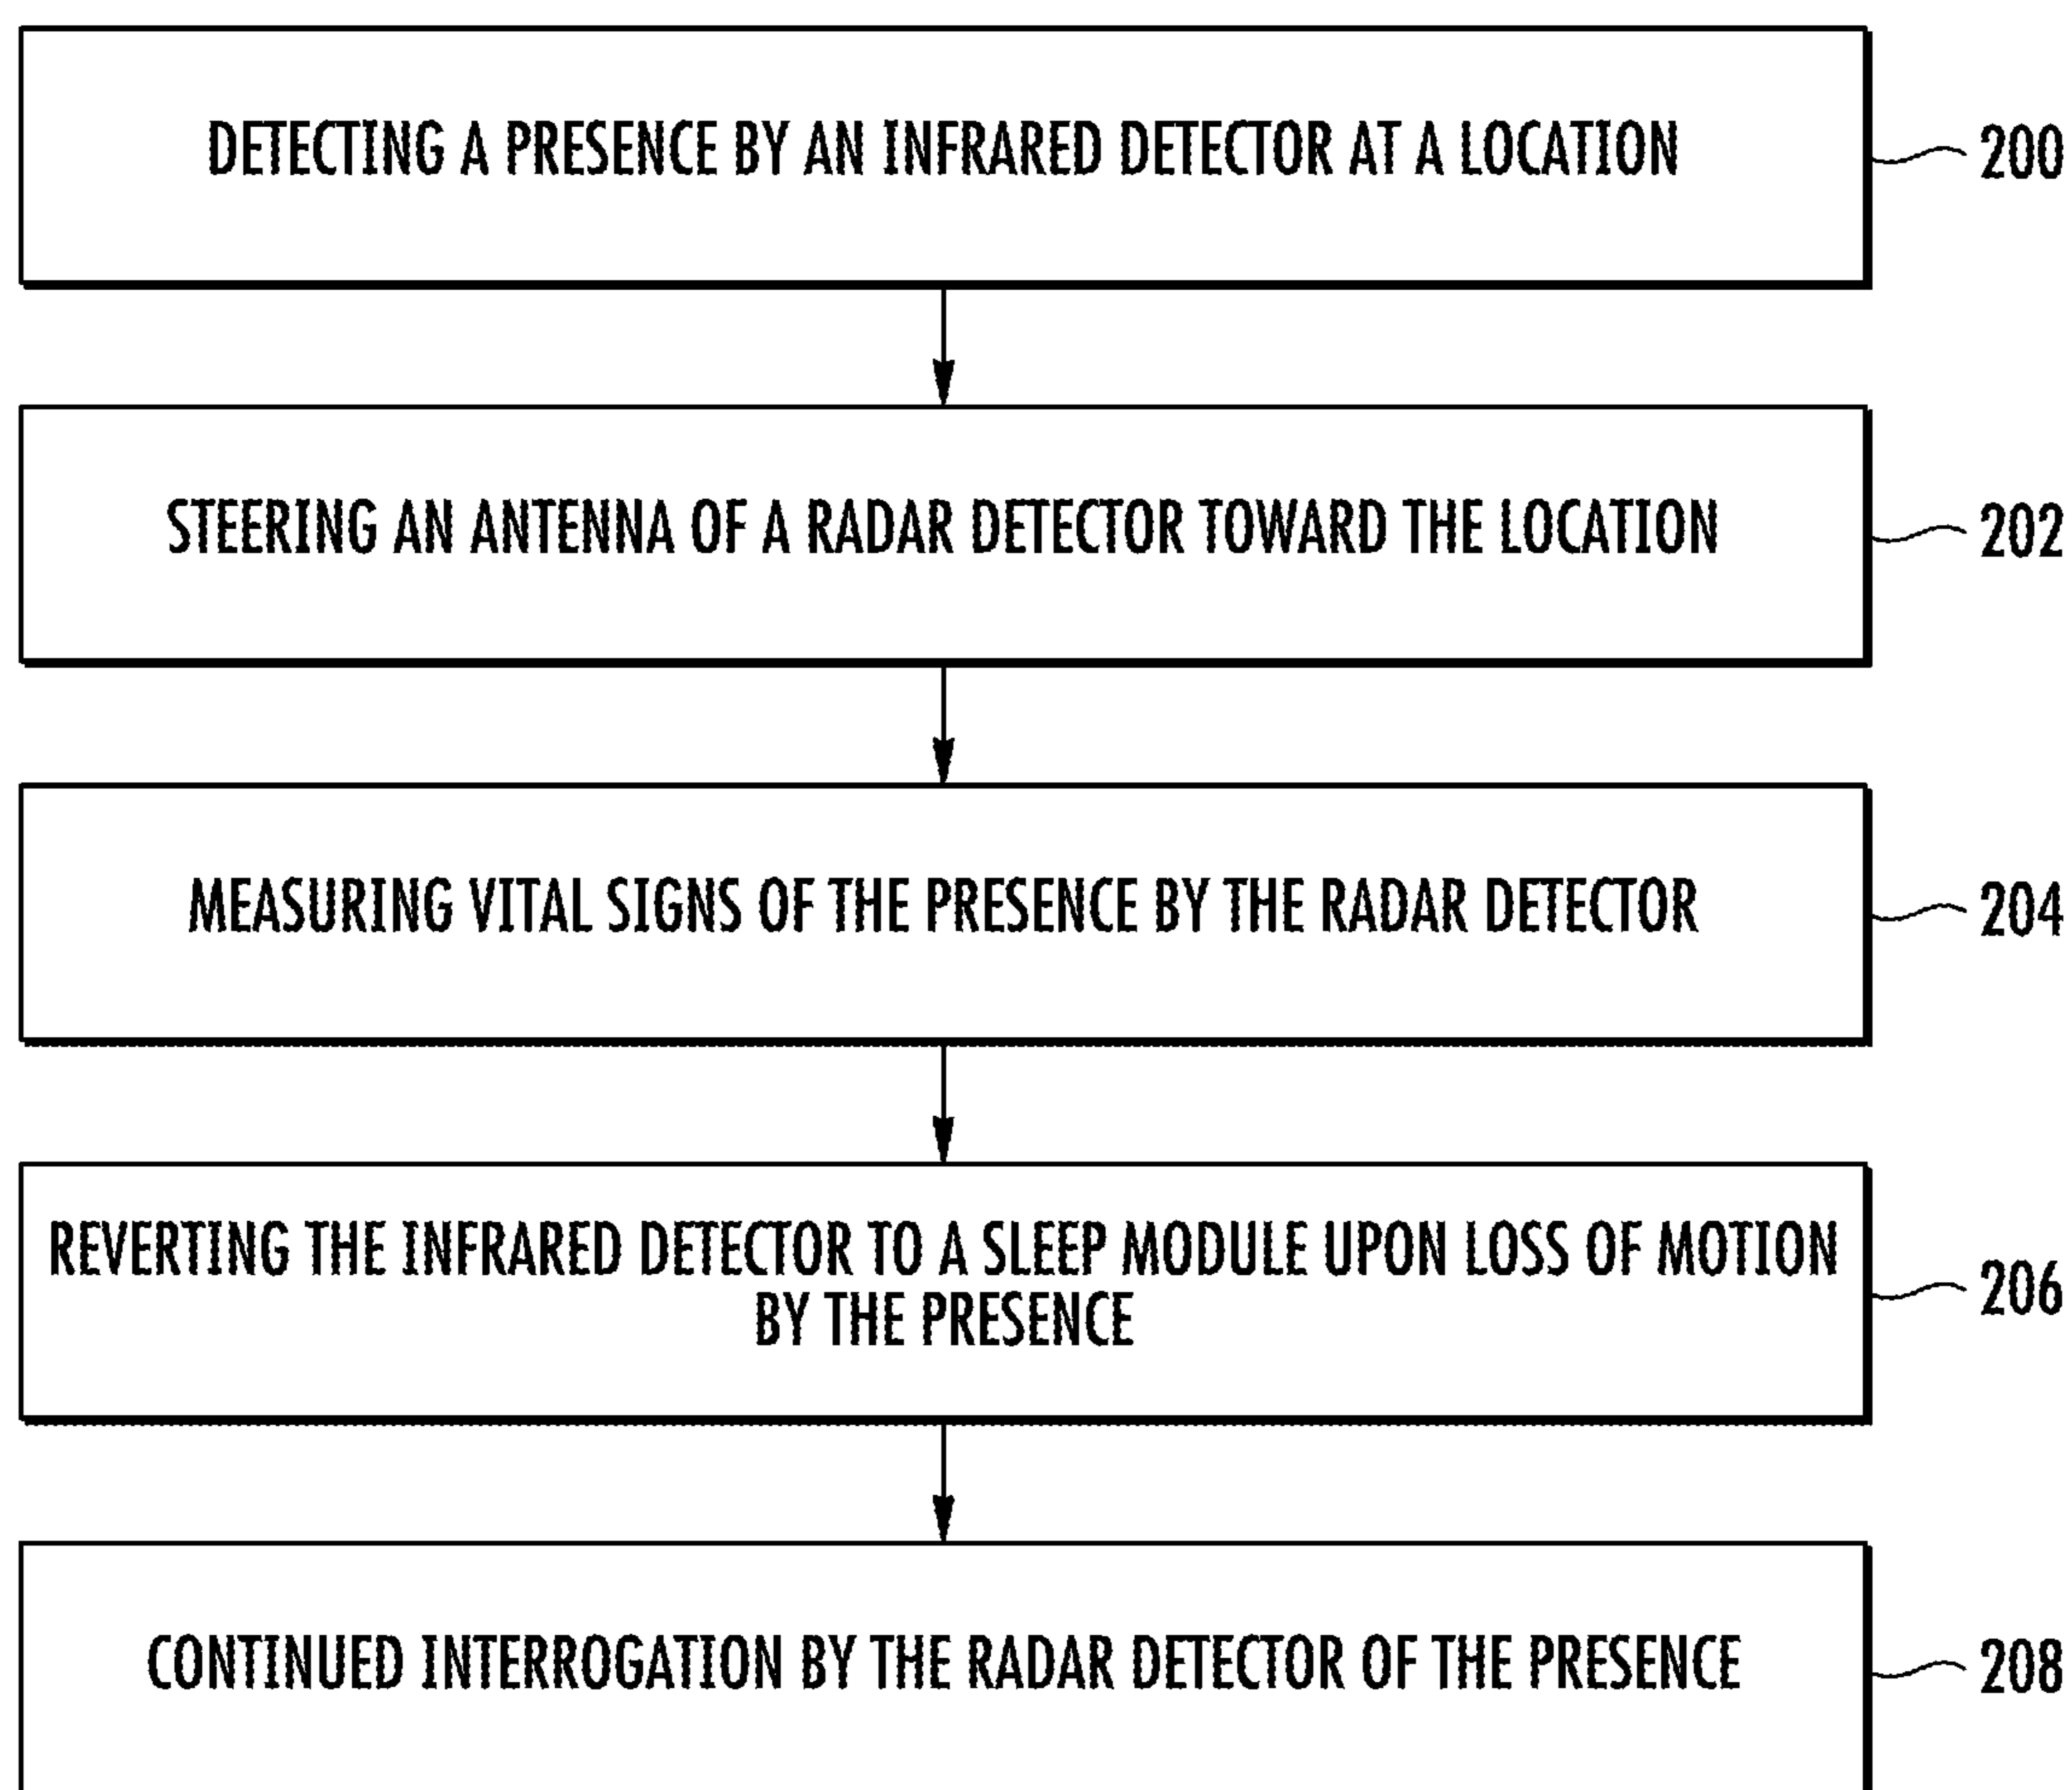 DETECTING A PRESENCE BY AN INFRARED DETECTOR AT A LOCATION
200
STEERING AN ANTENNA OF A RADAR DETECTOR TOWARD THE LOCATION
202
MEASURING VITAL SIGNS OF THE PRESENCE BY THE RADAR DETECTOR
204
REVERTING THE INFRARED DETECTOR TO A SLEEP MODULE UPON LOSS OF MOTION
BY THE PRESENCE
206
CONTINUED INTERROGATION BY THE RADAR DETECTOR OF THE PRESENCE
208